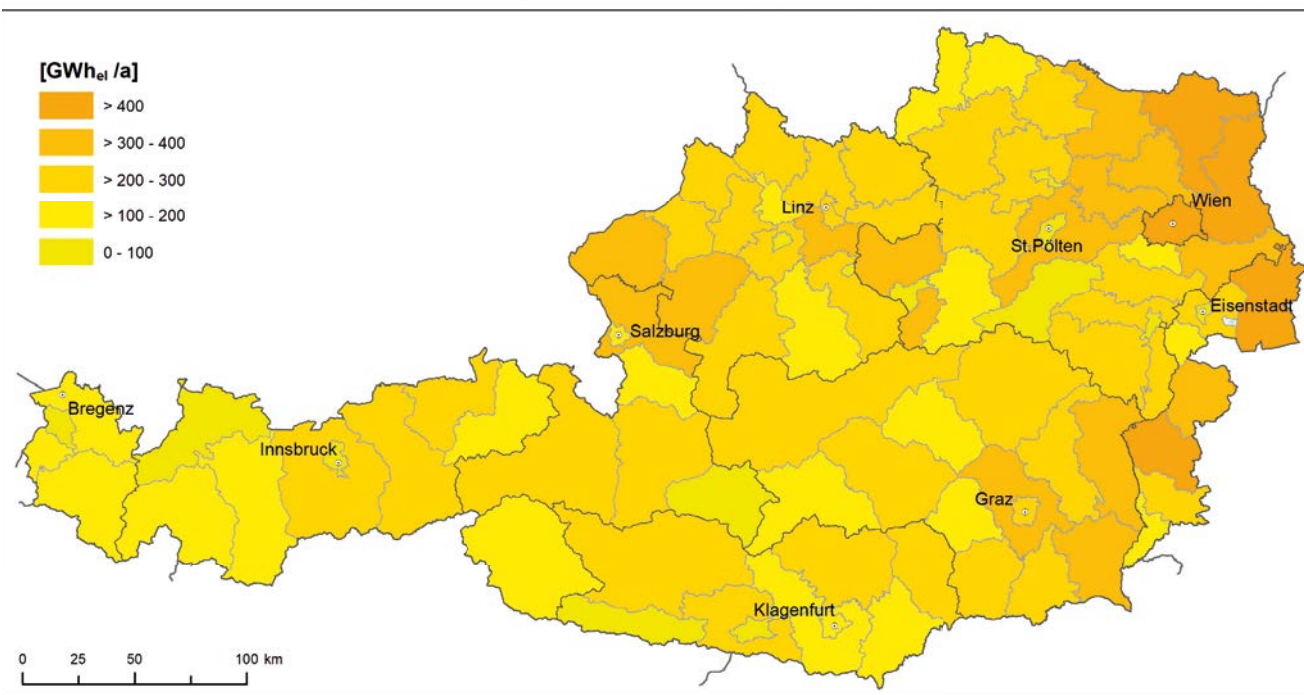 [GWhel /a]
> 400
> 300 - 400
> 200 - 300
> 100 - 200
0 - 100
Linz
Wien
St.Pölten
Eisenstadt
Salzburg
Bregenz
Innsbruck
Graz
Klagenfurt
0 25 50 100 km